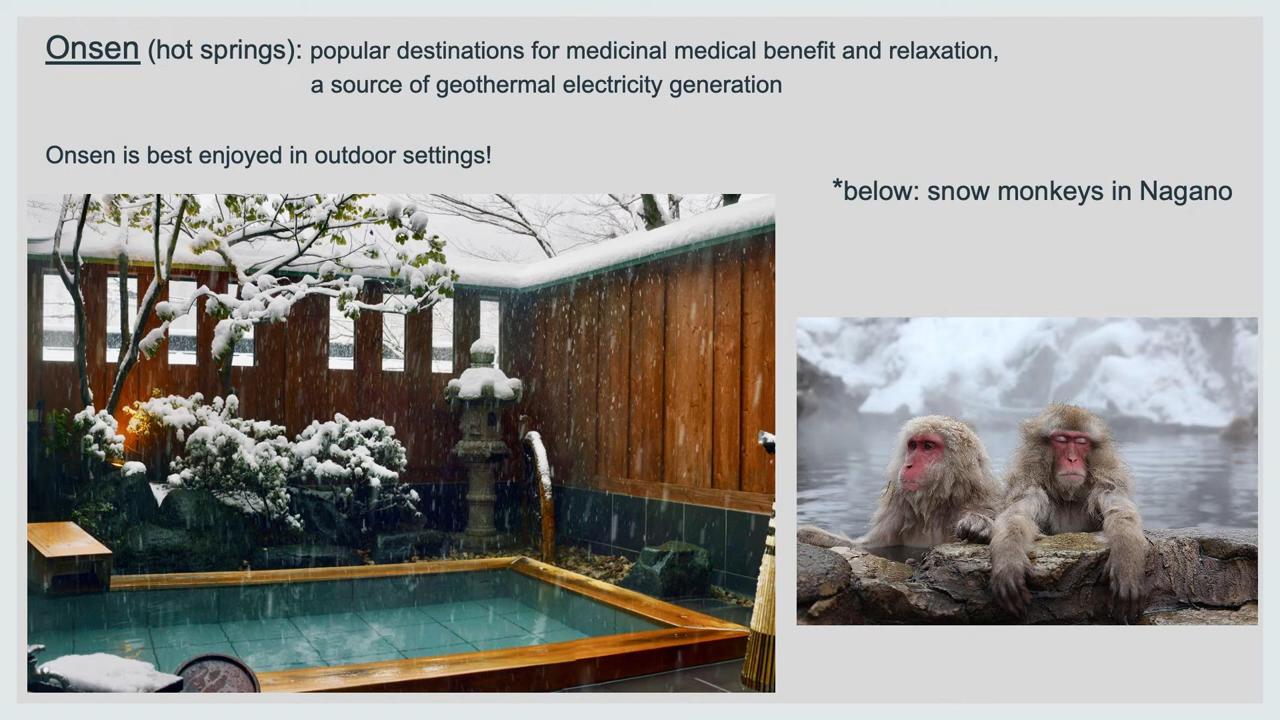 Onsen (hot springs): popular destinations for medicinal medical benefit and relaxation,
a source of geothermal electricity generation
Onsen is best enjoyed in outdoor settings!
*below: snow monkeys in Nagano